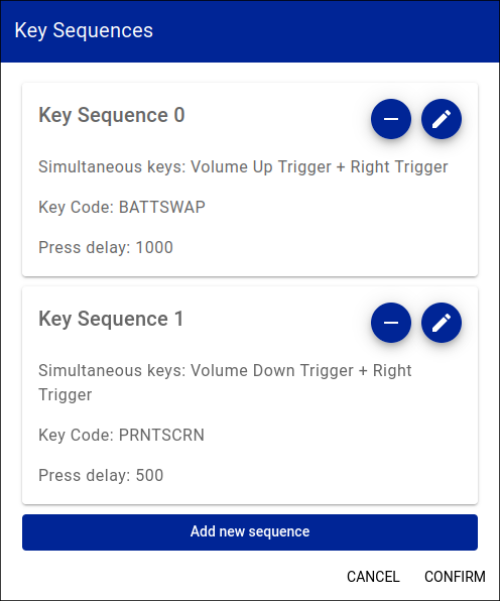 Key Sequences
Key Sequence 0
Simultaneous keys: Volume Up Trigger + Right Trigger
Key Code: BATTSWAP
Press delay: 1000
Key Sequence 1
Simultaneous keys: Volume Down Trigger + Right
Trigger
Key Code: PRNTSCRN
Press delay: 500
Add new sequence
CANCEL CONFIRM